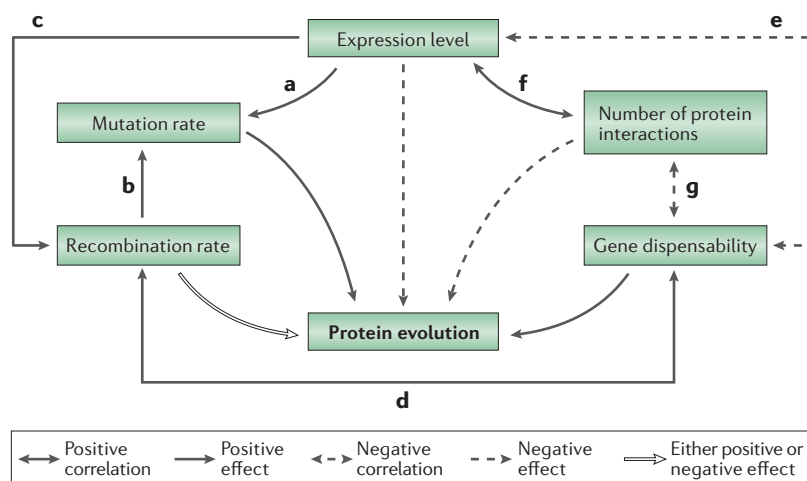 c
e
Expression level
a
f
Mutation rate
Number of protein
interactions
b
g
Recombination rate
Gene dispensability
Protein evolution
d
Positive
correlation
Positive
effect
Negative
correlation
Negative
effect
Either positive or
negative effect